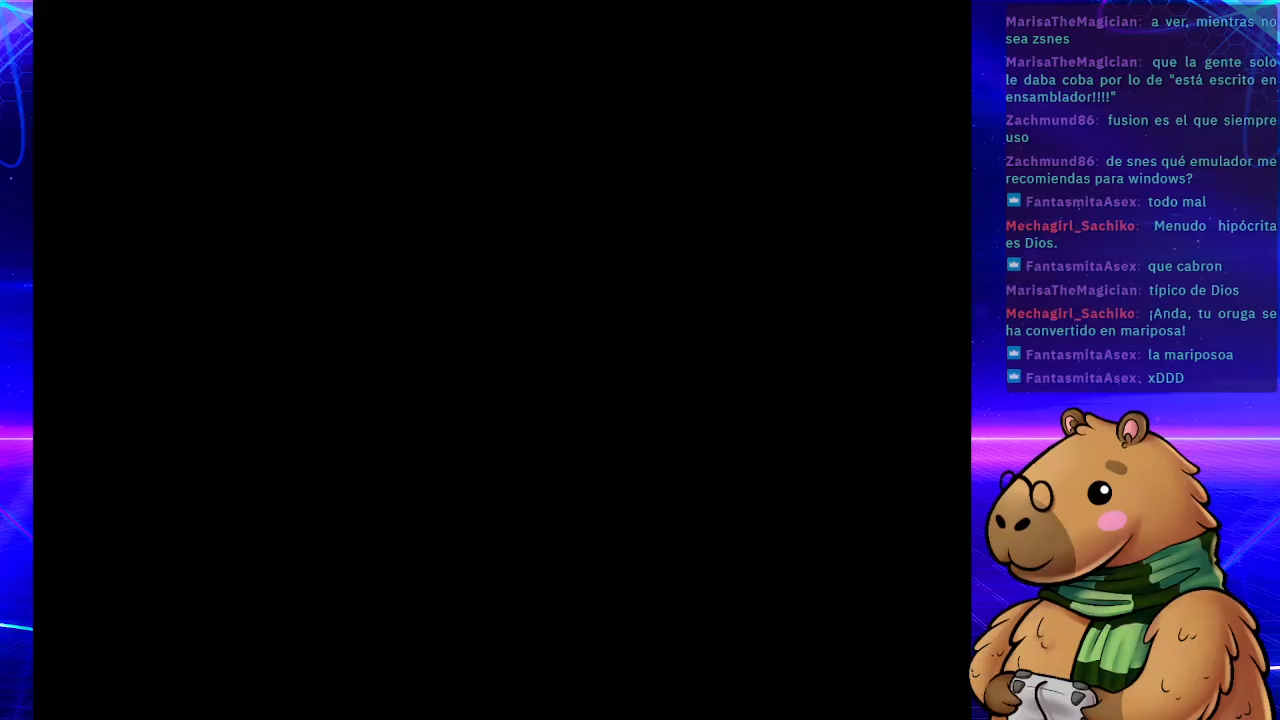 MarisaTheMagician: a ver, mientras no
sea zsnes
MarisaTheMagician: que la gente solo
le daba coba por lo de "está escrito en
ensamblador!!!!"
Zachmund86: fusion es el que siempre
uso
Zachmund86: de snes qué emulador me
recomiendas para windows?
FantasmitaAsex: todo mal
Mechagirl_Sachiko: Menudo hipócrita
es Dios.
FantasmitaAsex: que cabron
MarisaTheMagician: típico de Dios
Mechagirl_Sachiko: ¡Anda, tu oruga se
ha convertido en mariposa!
FantasmitaAsex: la mariposoa
FantasmitaAsex: xDDD